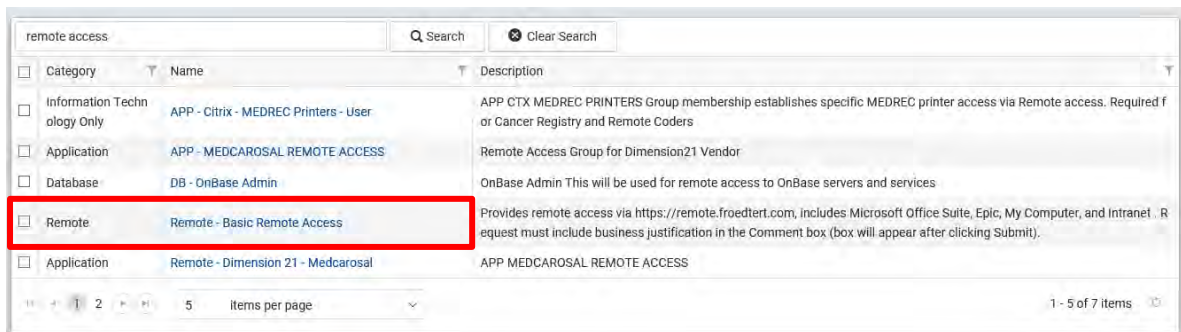 remote access Search Clear Search
Category Name Description
Information Techn
ology Only
APP - Citrix - MEDREC Printers - User
APP CTX MEDREC PRINTERS Group membership establishes specific MEDREC printer access via Remote access. Required f
or Cancer Registry and Remote Coders
Application APP - MEDCAROSAL REMOTE ACCESS Remote Access Group for Dimension21 Vendor
Database DB - OnBase Admin OnBase Admin This will be used for remote access to OnBase servers and services
Remote Remote - Basic Remote Access
Provides remote access via https://remote.froedtert.com, includes Microsoft Office Suite, Epic, My Computer, and Intranet . R
equest must include business justification in the Comment box (box will appear after clicking Submit).
Application Remote - Dimension 21 - Medcarosal APP MEDCAROSAL REMOTE ACCESS
1 2 5 items per page 1 - 5 of 7 items